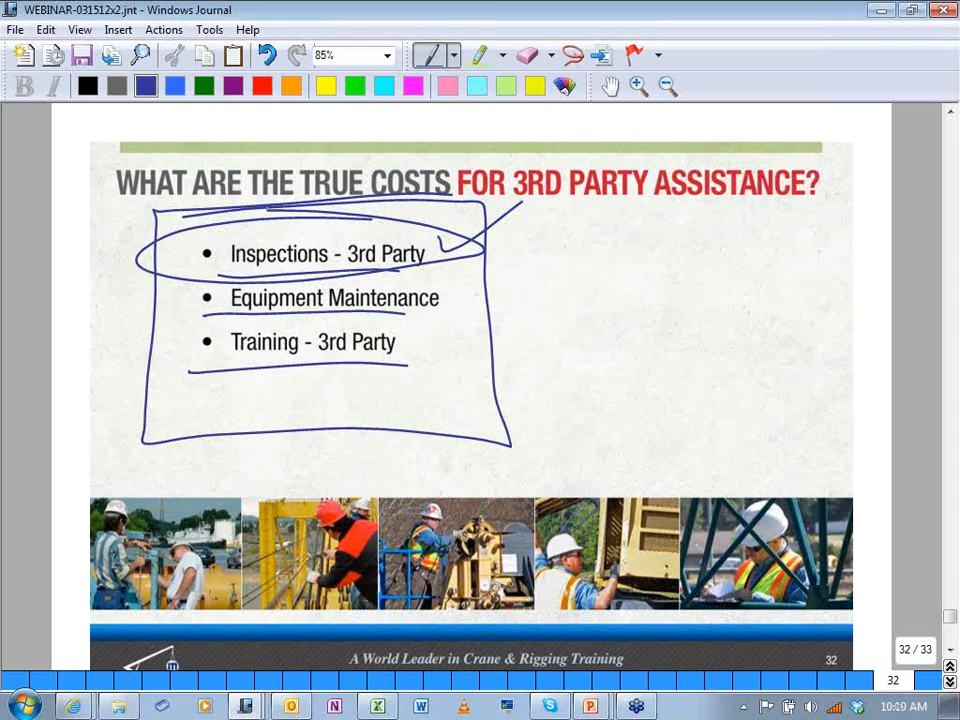 WEBINAR-031512x2.jnt - Windows Journal
File Edit View Insert Actions Tools Help
85%
B I
WHAT ARE THE TRUE COSTS FOR 3RD PARTY ASSISTANCE?
• Inspections - 3rd Party
• Equipment Maintenance
• Training - 3rd Party
A World Leader in Crane & Rigging Training 32
32 / 33
32
10:19 AM